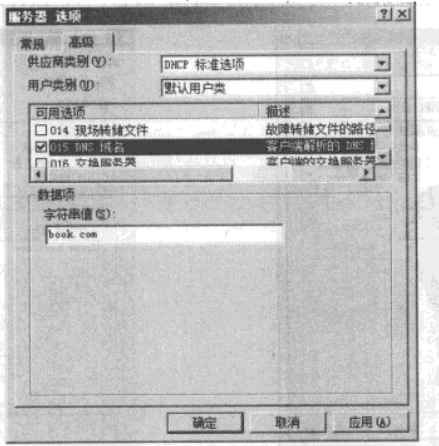 服务器 选项
常规 高级
供应商类别(V): DHCP 标准选项
用户类别(U): 默认用户类
可用选项 描述
014 现场转储文件 故障转储文件的路径
015 DNS 域名 客户端解析的 DNS
016 交换服务器 客户端的交换服务器
数据项
字符串值(S):
book.com
确定 取消 应用(A)